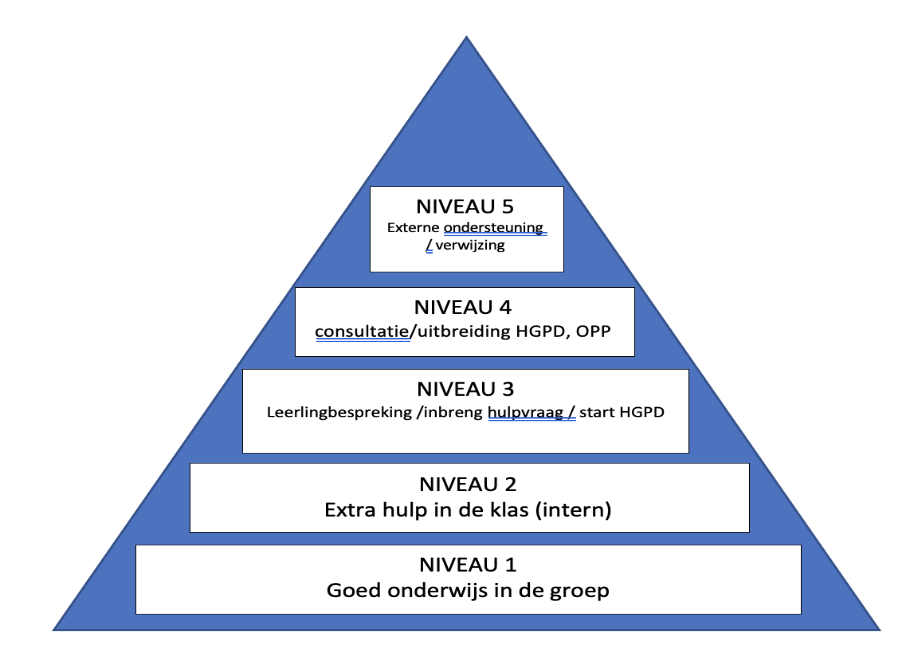 NIVEAU 5
Externe ondersteuning
/ verwijzing
NIVEAU 4
consultatie/uitbreiding HGPD, OPP
NIVEAU 3
Leerlingbespreking /inbreng hulpvraag / start HGPD
NIVEAU 2
Extra hulp in de klas (intern)
NIVEAU 1
Goed onderwijs in de groep